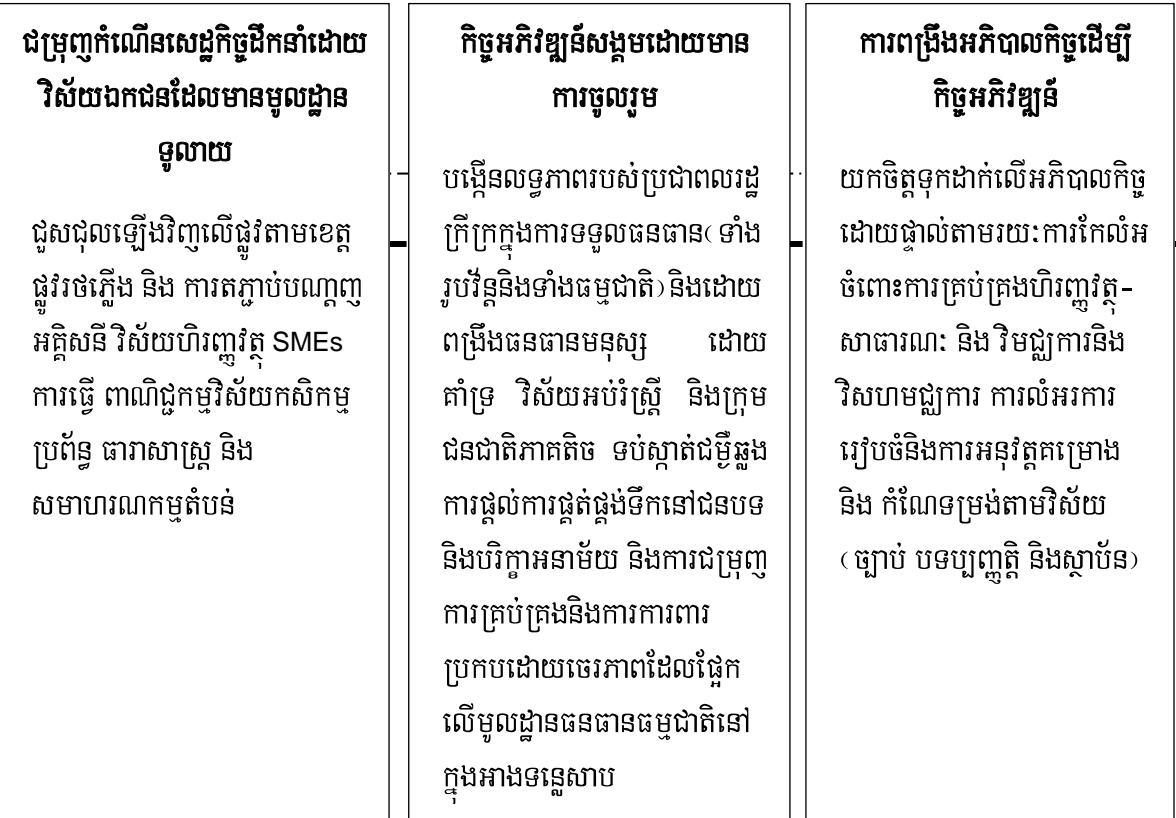 ជម្រុញកំណើនសេដ្ឋកិច្ចដឹកនាំដោយ
វិស័យឯកជនដែលមានមូលដ្ឋាន
ទូលាយ
ជួសជុលឡើងវិញលើផ្លូវតាមខេត្ត
ផ្លូវរថភ្លើង និង ការតភ្ជាប់បណ្តាញ
អគ្គិសនី វិស័យហិរញ្ញវត្ថុ SMEs
ការធ្វើ ពាណិជ្ជកម្មវិស័យកសិកម្ម
ប្រព័ន្ធ ធារាសាស្រ្ត និង
សមាហរណកម្មតំបន់
កិច្ចអភិវឌ្ឍន៍សង្គមដោយមាន
ការចូលរួម
បង្កើនលទ្ធភាពរបស់ប្រជាពលរដ្ឋ
ក្រីក្រក្នុងការទទួលធនធាន(ទាំង
រូបវ័ន្តនិងទាំងធម្មជាតិ)និងដោយ
ពង្រឹងធនធានមនុស្ស ដោយ
គាំទ្រ វិស័យអប់រំស្រ្តី និងក្រុម
ជនជាតិភាគតិច ទប់ស្កាត់ជម្ងឺឆ្លង
ការផ្តល់ការផ្គត់ផ្គង់ទឹកនៅជនបទ
និងបរិក្ខាអនាម័យ និងការជម្រុញ
ការគ្រប់គ្រងនិងការការពារ
ប្រកបដោយចេរភាពដែលផ្អែក
លើមូលដ្ឋានធនធានធម្មជាតិនៅ
ក្នុងអាងទន្លេសាប
ការពង្រឹងអភិបាលកិច្ចដើម្បី
កិច្ចអភិវឌ្ឍន៍
យកចិត្តទុកដាក់លើអភិបាលកិច្ច
ដោយផ្ទាល់តាមរយៈការកែលំអ
ចំពោះការគ្រប់គ្រងហិរញ្ញវត្ថុ-
សាធារណៈ និង វិមជ្ឈការនិង
វិសហមជ្ឈការ ការលំអរការ
រៀបចំនិងការអនុវត្តគម្រោង
និង កំណែទម្រង់តាមវិស័យ
(ច្បាប់ បទប្បញ្ញត្តិ និងស្ថាប័ន)